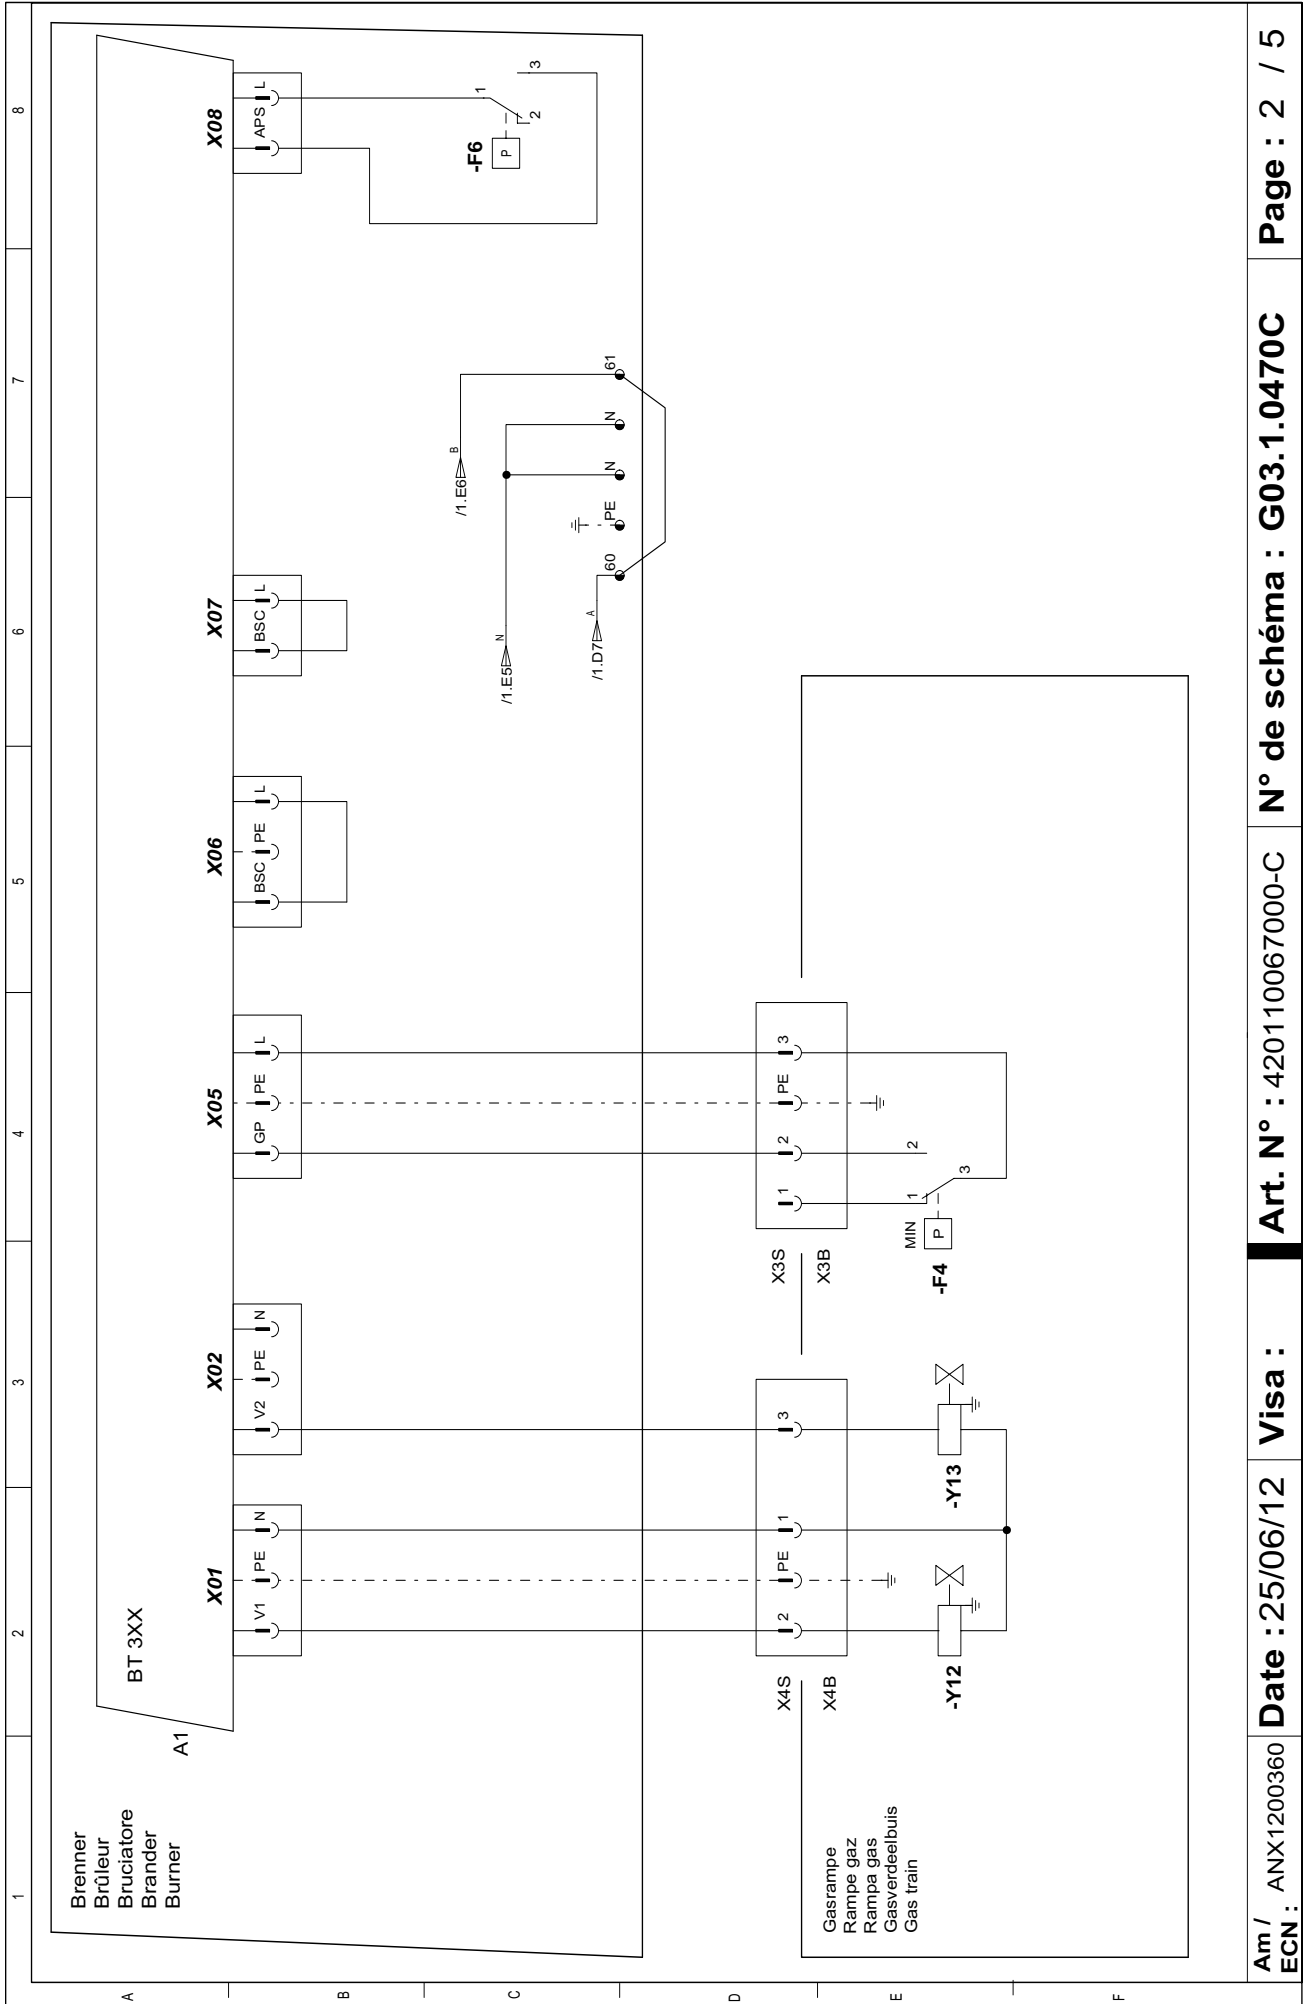 1 2 3 4 5 6 7 8
A
B
C
D
E
F
Brenner
Brûleur
Bruciatore
Brander
Burner
A1
BT 3XX
X01
V1 PE N
X02
V2 PE N
X05
GP PE L
X06
BSC PE L
X07
BSC L
X08
APS L
-F6
P
1
2
3
/1.E5 N
/1.D7 A
/1.E6 B
60 PE N N 61
X4S
X4B
2 PE 1 3
X3S
X3B
1 2 PE 3
Gasrampe
Rampe gaz
Rampa gas
Gasverdeelbuis
Gas train
-Y12
-Y13
-F4
MIN
P
1
2
3
Am /
ECN : ANX1200360
Date :25/06/12
Visa :
Art. N° : 420110067000-C
N° de schéma : G03.1.0470C
Page : 2 / 5